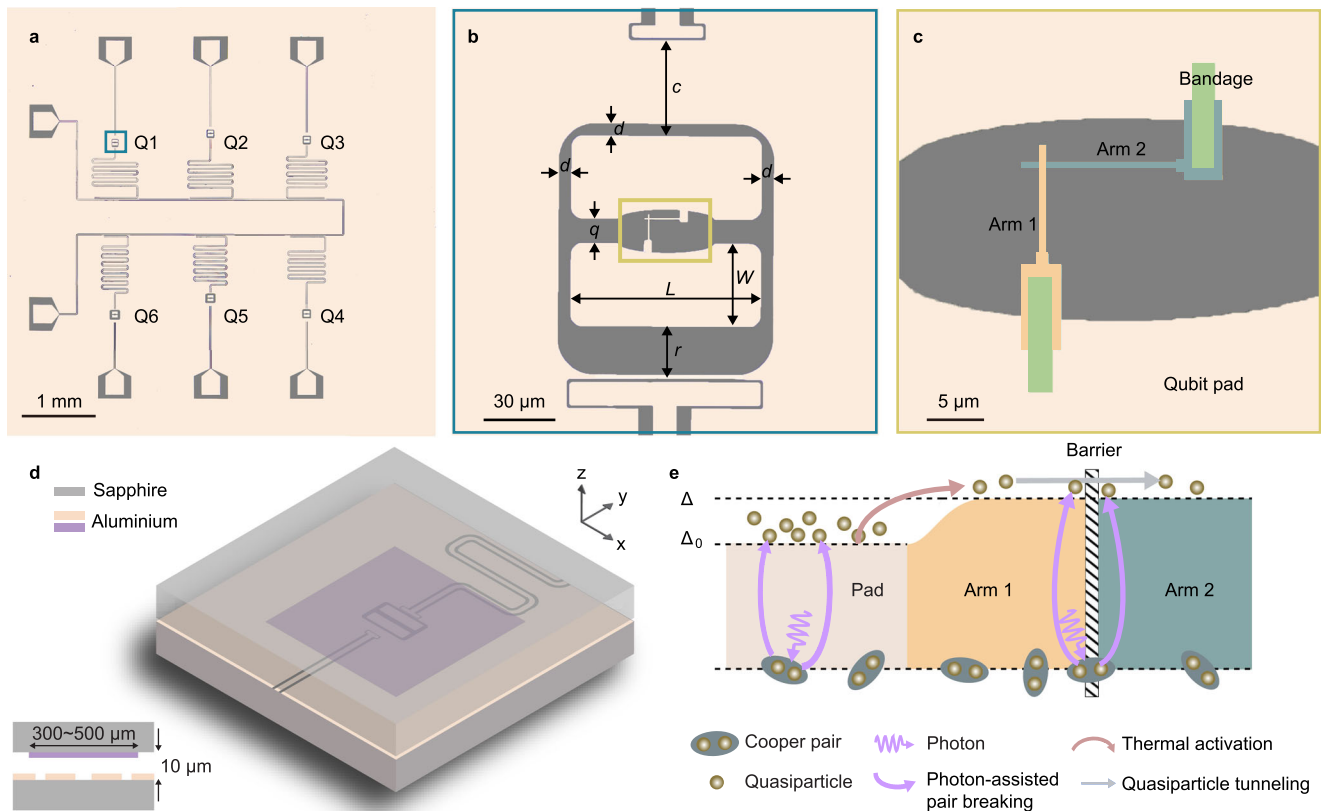 a
Q1
Q2
Q3
Q6
Q5
Q4
1 mm
b
c
d
d
d
q
W
L
r
30 μm
c
Bandage
Arm 2
Arm 1
Qubit pad
5 μm
d
Sapphire
Aluminium
z
y
x
300~500 μm
10 μm
e
Barrier
Δ
Δ0
Pad
Arm 1
Arm 2
Cooper pair
Photon
Thermal activation
Quasiparticle
Photon-assisted
pair breaking
Quasiparticle tunneling